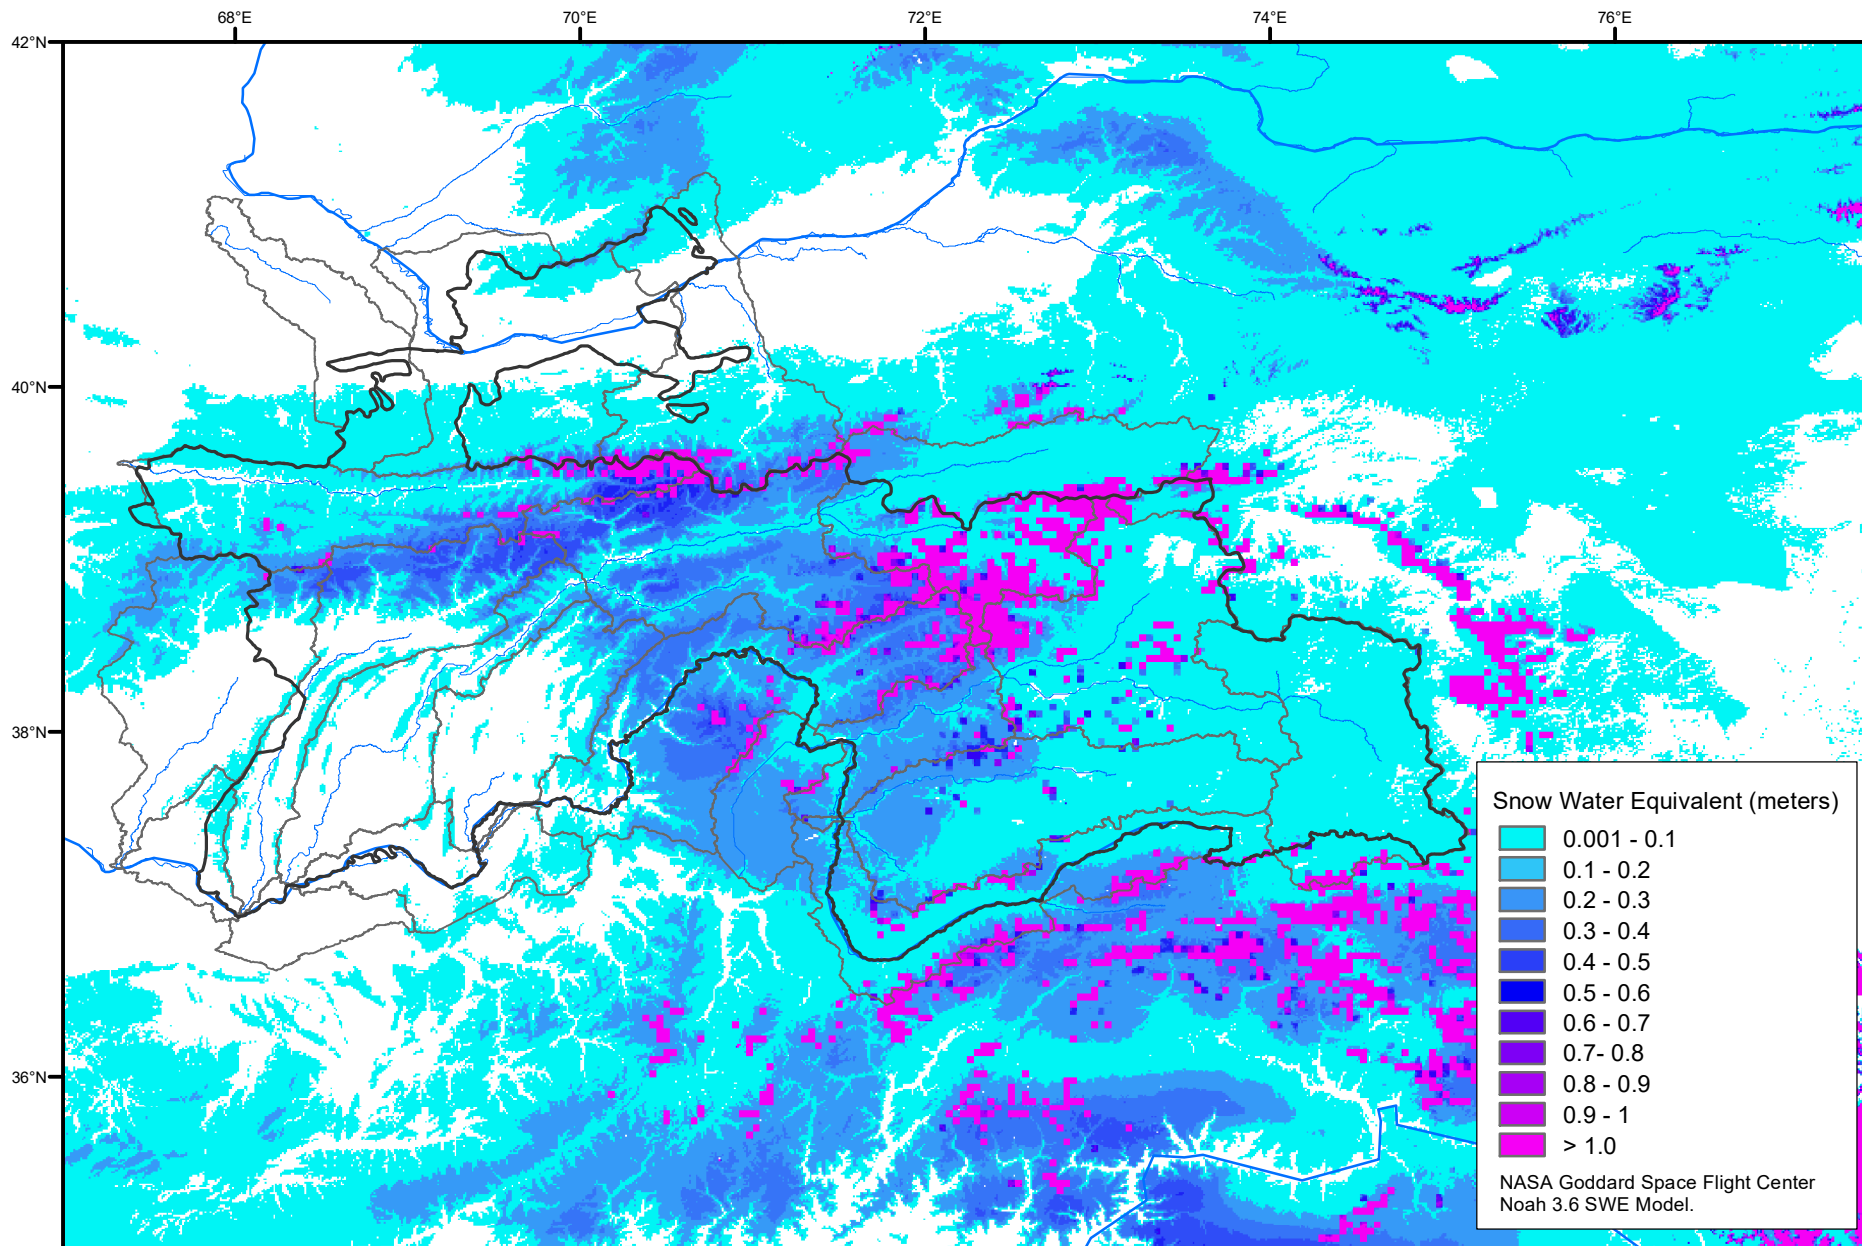 68°E 70°E 72°E 74°E 76°E
42°N
40°N
38°N
36°N
Snow Water Equivalent (meters)
0.001 - 0.1
0.1 - 0.2
0.2 - 0.3
0.3 - 0.4
0.4 - 0.5
0.5 - 0.6
0.6 - 0.7
0.7- 0.8
0.8 - 0.9
0.9 - 1
> 1.0
NASA Goddard Space Flight Center
Noah 3.6 SWE Model.